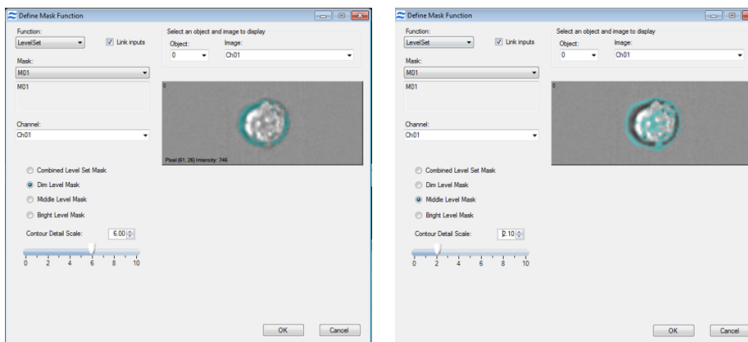 Define Mask Function
Function:
LevelSet
Link inputs
Select an object and image to display
Object:
Image:
0
Ch01
Mask:
M01
M01
0
Channel:
Ch01
Pixel (61, 26) Intensity: 746
Combined Level Set Mask
Dim Level Mask
Middle Level Mask
Bright Level Mask
Contour Detail Scale:
6.00
0 2 4 6 8 10
OK
Cancel
Define Mask Function
Function:
LevelSet
Link inputs
Select an object and image to display
Object:
Image:
0
Ch01
Mask:
M01
M01
0
Channel:
Ch01
Combined Level Set Mask
Dim Level Mask
Middle Level Mask
Bright Level Mask
Contour Detail Scale:
2.10
0 2 4 6 8 10
OK
Cancel